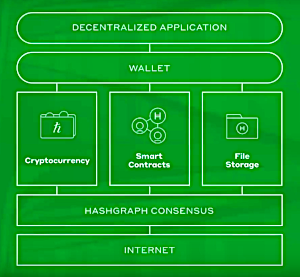 DECENTRALIZED APPLICATION
WALLET
ℏ
Cryptocurrency
H
Smart
Contracts
H
File
Storage
HASHGRAPH CONSENSUS
INTERNET